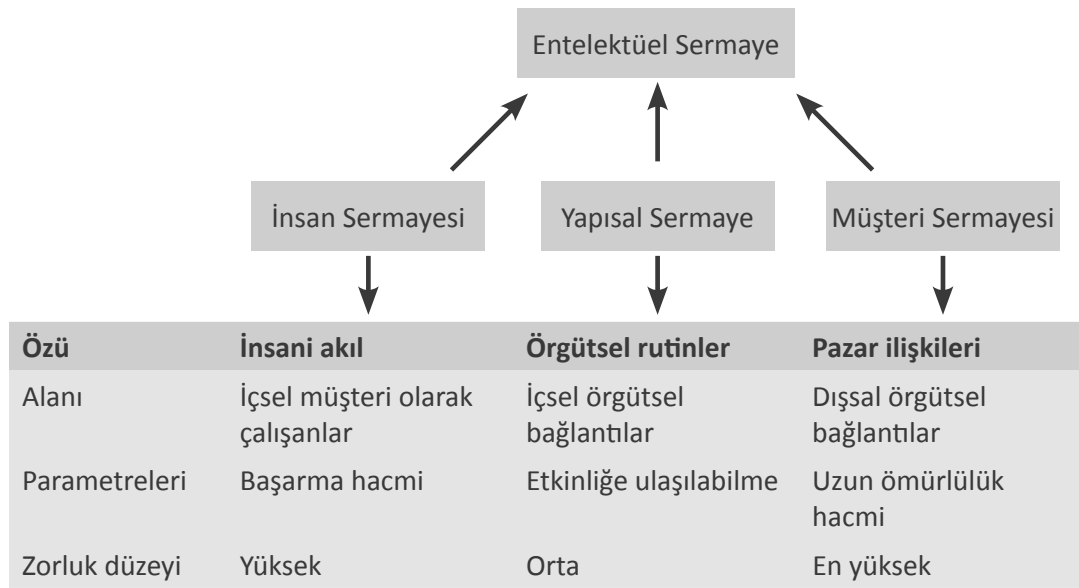 Entelektüel Sermaye
İnsan Sermayesi
Yapısal Sermaye
Müşteri Sermayesi
Özü İnsani akıl Örgütsel rutinler Pazar ilişkileri
Alanı İçsel müşteri olarak çalışanlar İçsel örgütsel bağlantılar Dışsal örgütsel bağlantılar
Parametreleri Başarma hacmi Etkinliğe ulaşılabilme Uzun ömürlülük hacmi
Zorluk düzeyi Yüksek Orta En yüksek